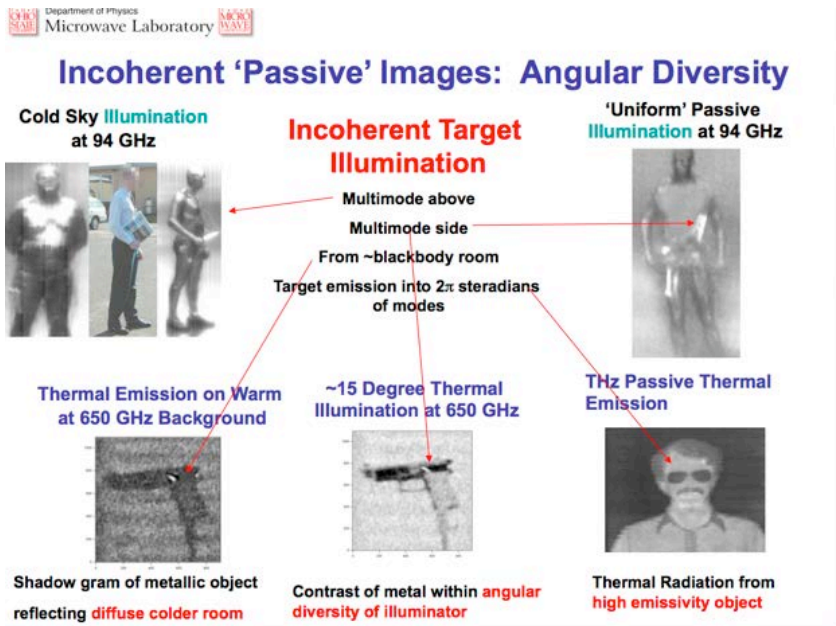 Department of Physics
OHIO
STATE
Microwave Laboratory
MICRO
WAVE
Incoherent ‘Passive’ Images: Angular Diversity
Cold Sky Illumination
at 94 GHz
Incoherent Target
Illumination
‘Uniform’ Passive
Illumination at 94 GHz
Multimode above
Multimode side
From ~blackbody room
Target emission into 2π steradians
of modes
Thermal Emission on Warm
at 650 GHz Background
~15 Degree Thermal
Illumination at 650 GHz
THz Passive Thermal
Emission
Shadow gram of metallic object
reflecting diffuse colder room
Contrast of metal within angular
diversity of illuminator
Thermal Radiation from
high emissivity object